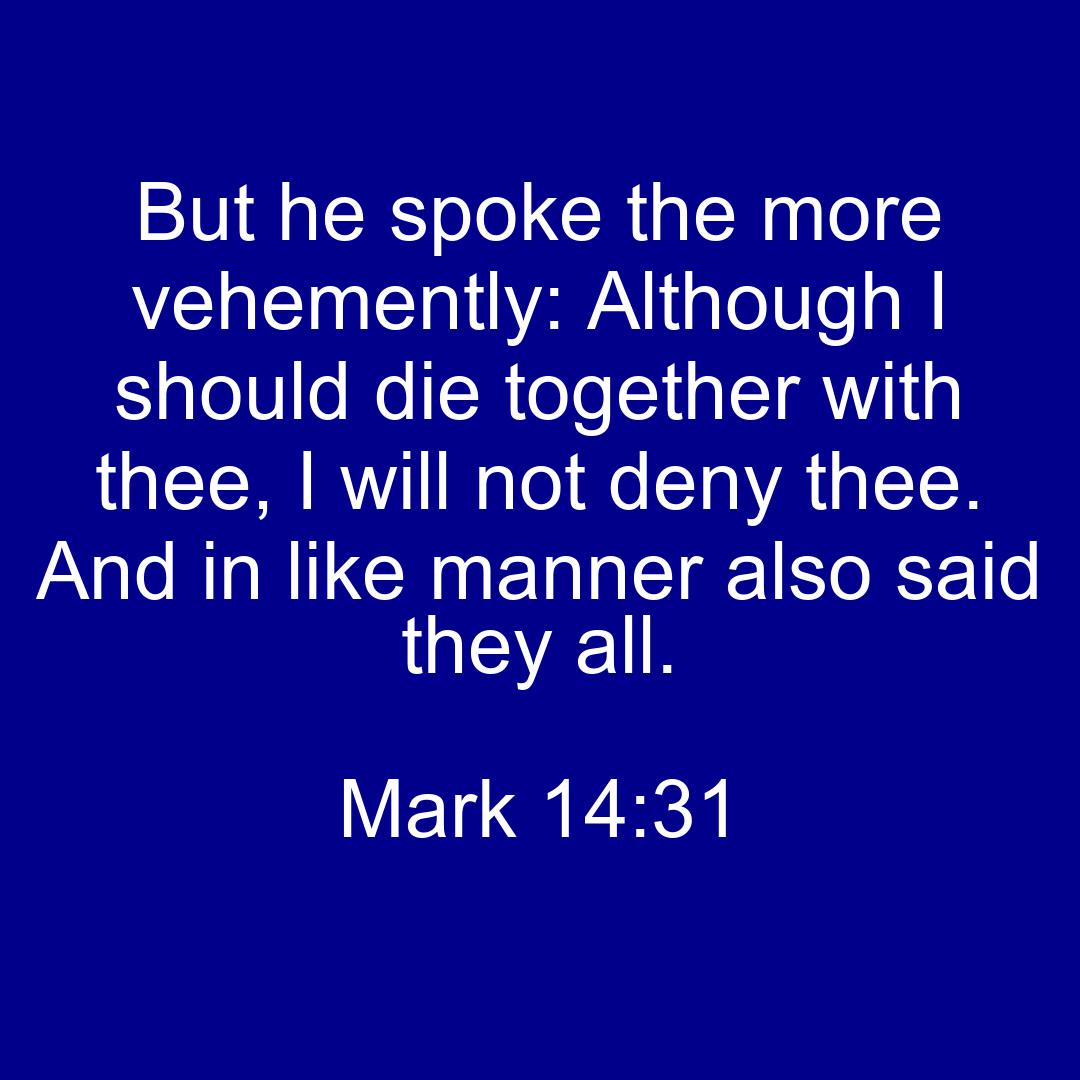 But he spoke the more
vehemently: Although I
should die together with
thee, I will not deny thee.
And in like manner also said
they all.
Mark 14:31